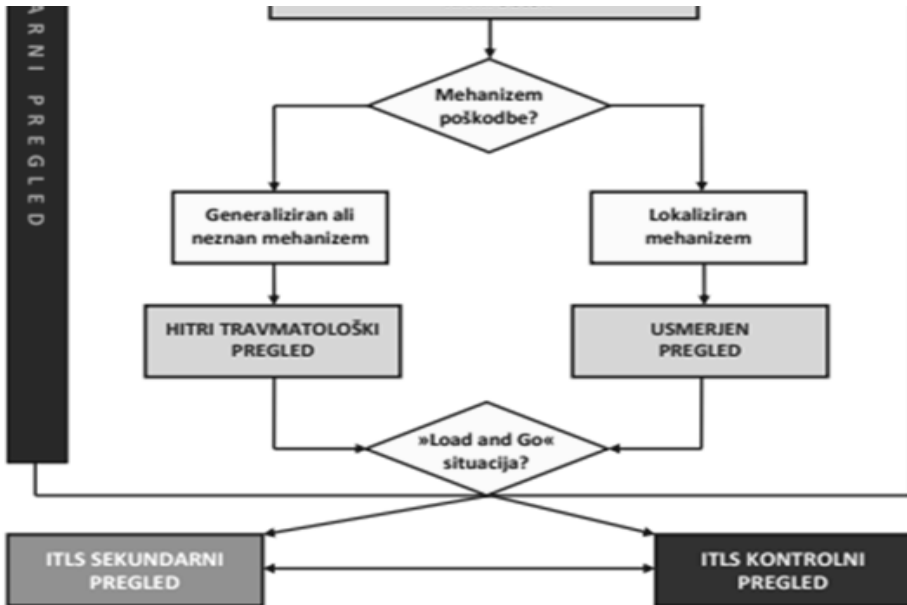 ARNI PREGLED
Mehanizem
poškodbe?
Generaliziran ali
neznan mehanizem
Lokaliziran
mehanizem
HITRI TRAVMATOLOŠKI
PREGLED
USMERJEN
PREGLED
»Load and Go«
situacija?
ITLS SEKUNDARNI
PREGLED
ITLS KONTROLNI
PREGLED